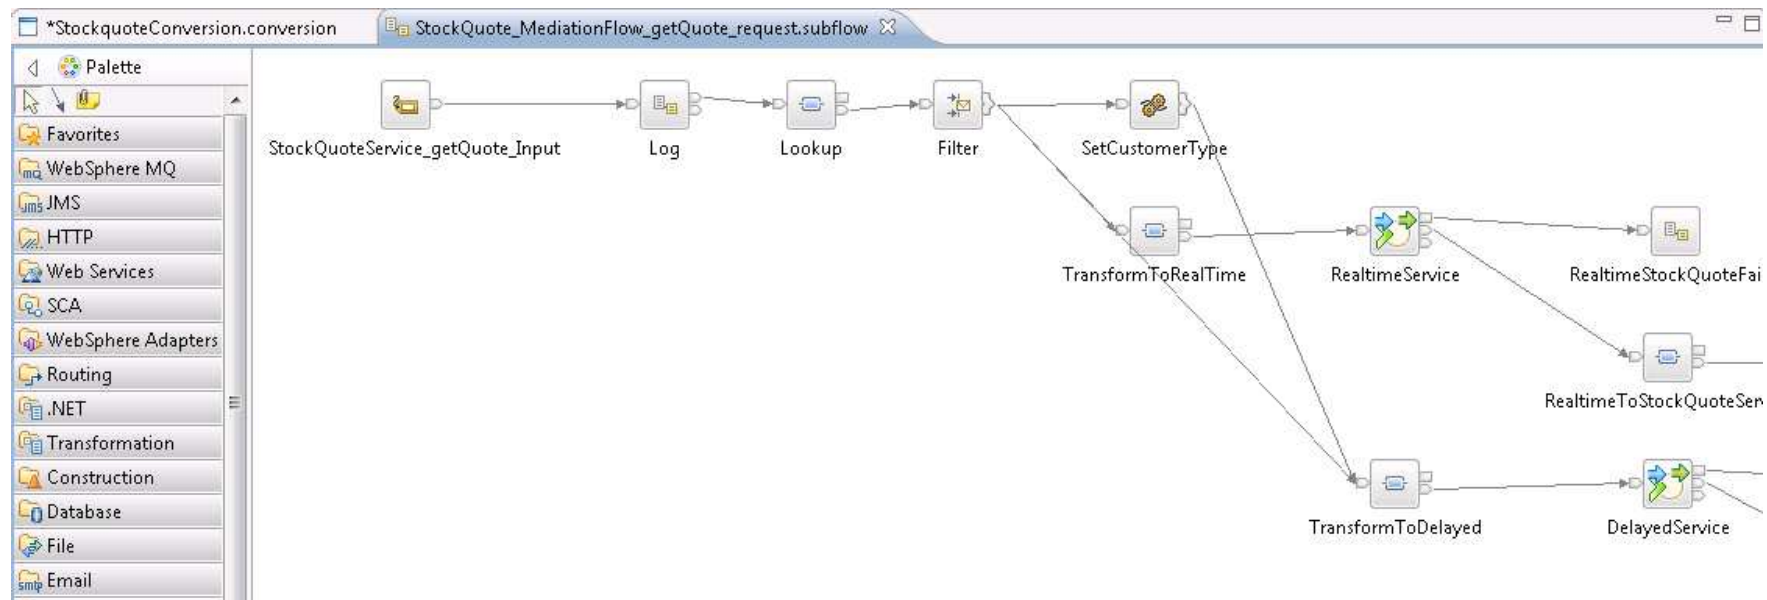 *StockquoteConversion.conversion
StockQuote_MediationFlow_getQuote_request.subflow
Palette
Favorites
WebSphere MQ
JMS
HTTP
Web Services
SCA
WebSphere Adapters
Routing
.NET
Transformation
Construction
Database
File
Email
StockQuoteService_getQuote_Input
Log
Lookup
Filter
SetCustomerType
TransformToRealTime
RealtimeService
RealtimeStockQuoteFai
RealtimeToStockQuoteSer
TransformToDelayed
DelayedService